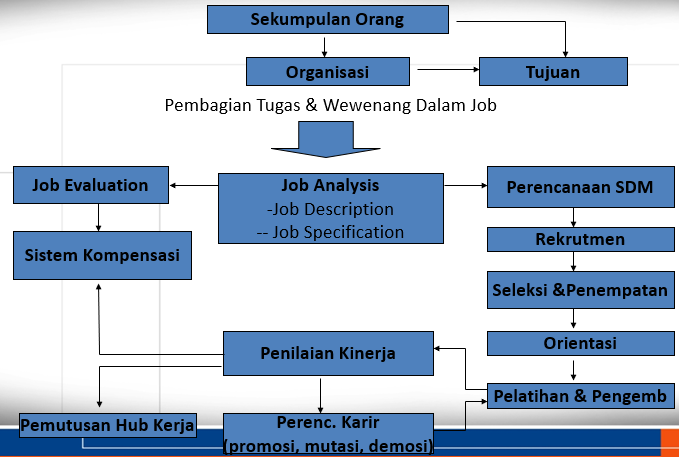 Sekumpulan Orang
Organisasi
Tujuan
Pembagian Tugas & Wewenang Dalam Job
Job Evaluation
Job Analysis
-Job Description
-- Job Specification
Perencanaan SDM
Sistem Kompensasi
Rekrutmen
Seleksi &Penempatan
Orientasi
Penilaian Kinerja
Pelatihan & Pengemb
Pemutusan Hub Kerja
Perenc. Karir
(promosi, mutasi, demosi)